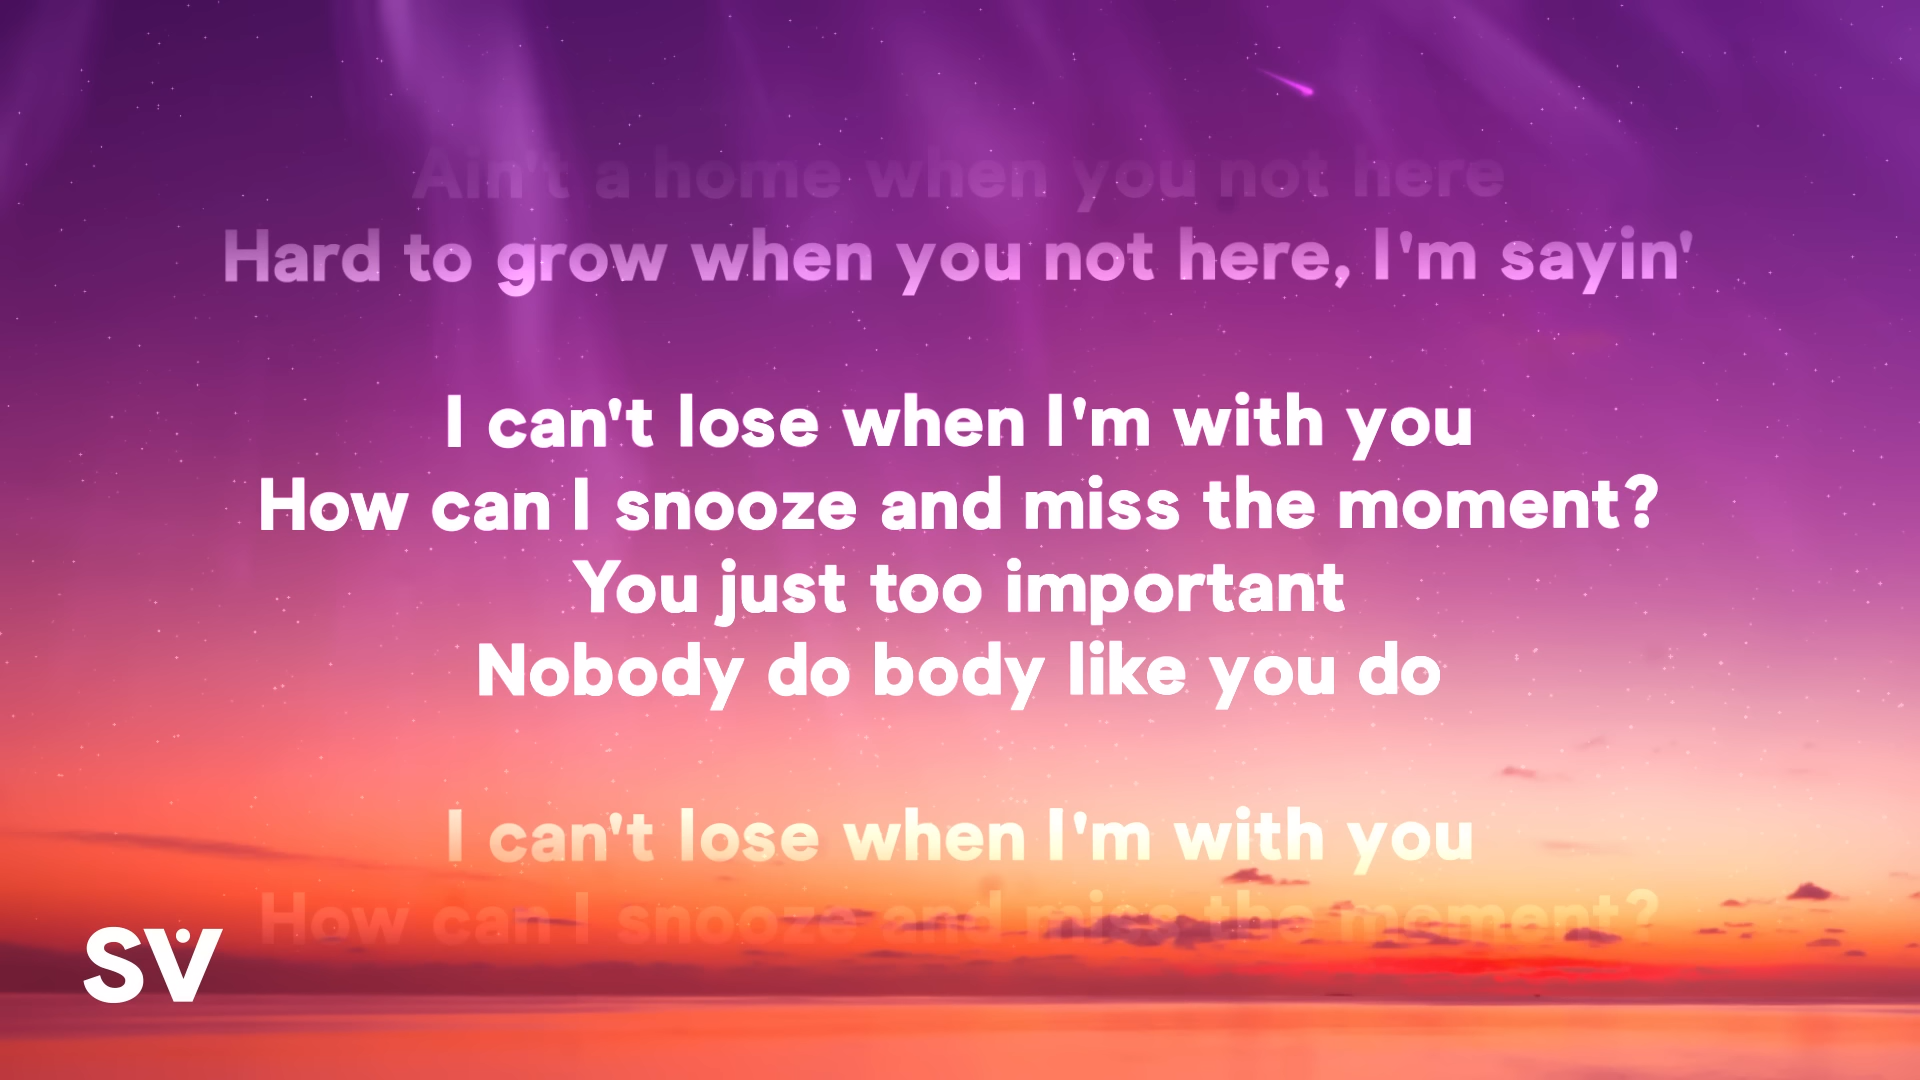 Ain't a home when you not here
Hard to grow when you not here, I'm sayin'
I can't lose when I'm with you
How can I snooze and miss the moment?
You just too important
Nobody do body like you do
I can't lose when I'm with you
How can I snooze and miss the moment?
SV